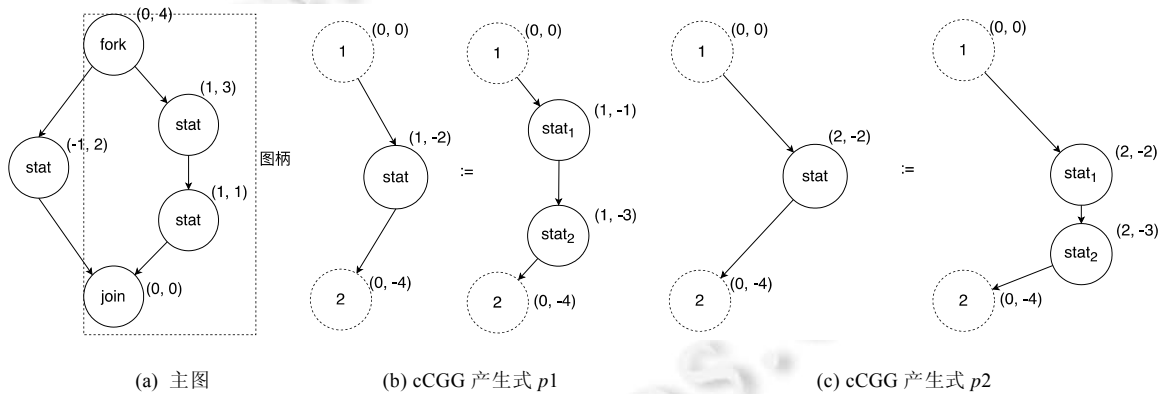 (0, 4)
fork
(1, 3)
stat
(-1, 2)
stat
图柄
(1, 1)
stat
join
(0, 0)
(a) 主图
(0, 0)
1
(1, -2)
stat
2
(0, -4)
:=
(0, 0)
1
(1, -1)
stat1
(1, -3)
stat2
2
(0, -4)
(b) cCGG 产生式 p1
(0, 0)
1
(2, -2)
stat
2
(0, -4)
:=
(0, 0)
1
(2, -2)
stat1
(2, -3)
stat2
2
(0, -4)
(c) cCGG 产生式 p2